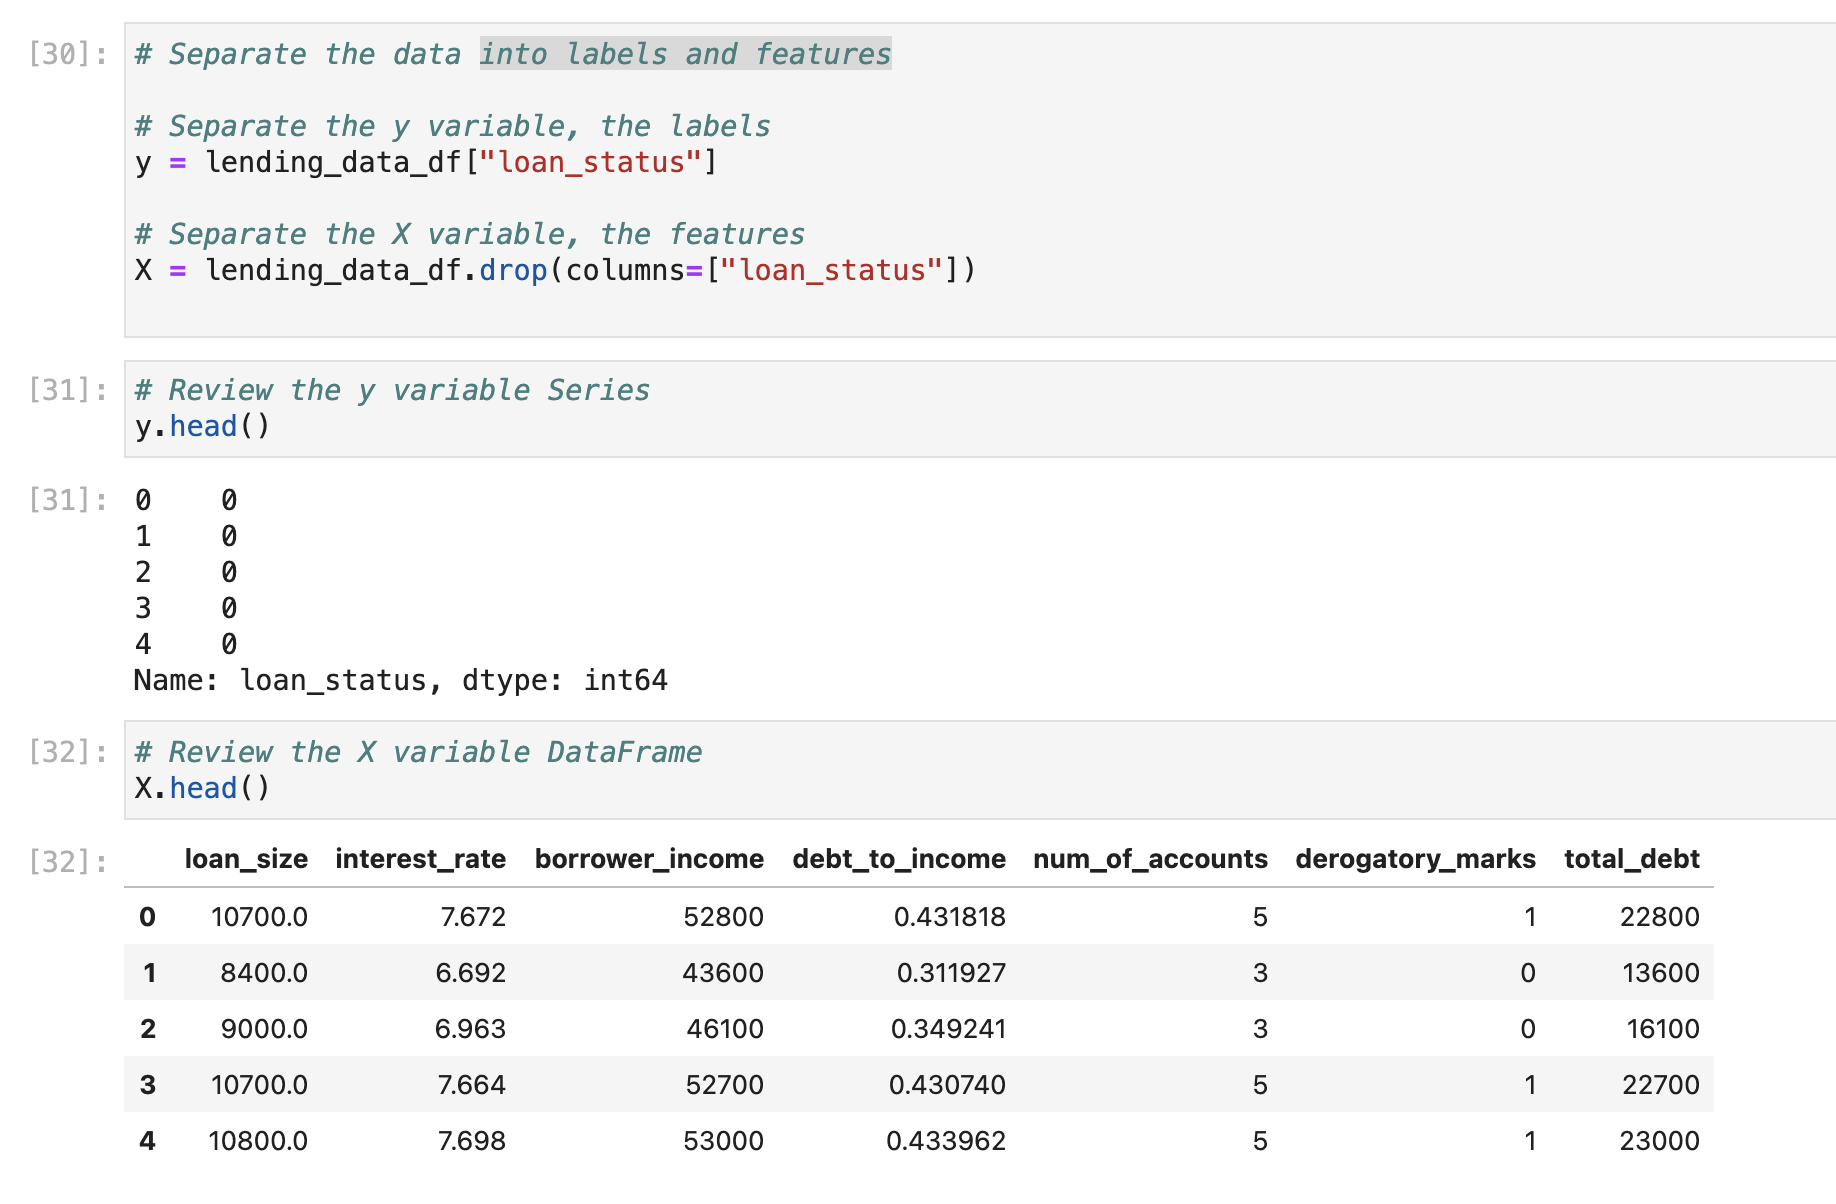 [30]: # Separate the data into labels and features
# Separate the y variable, the labels
y = lending_data_df["loan_status"]
# Separate the X variable, the features
X = lending_data_df.drop(columns=["loan_status"])
[31]: # Review the y variable Series
y.head()
[31]: 0 0
1 0
2 0
3 0
4 0
Name: loan_status, dtype: int64
[32]: # Review the X variable DataFrame
X.head()
[32]: loan_size interest_rate borrower_income debt_to_income num_of_accounts derogatory_marks total_debt
0 10700.0 7.672 52800 0.431818 5 1 22800
1 8400.0 6.692 43600 0.311927 3 0 13600
2 9000.0 6.963 46100 0.349241 3 0 16100
3 10700.0 7.664 52700 0.430740 5 1 22700
4 10800.0 7.698 53000 0.433962 5 1 23000